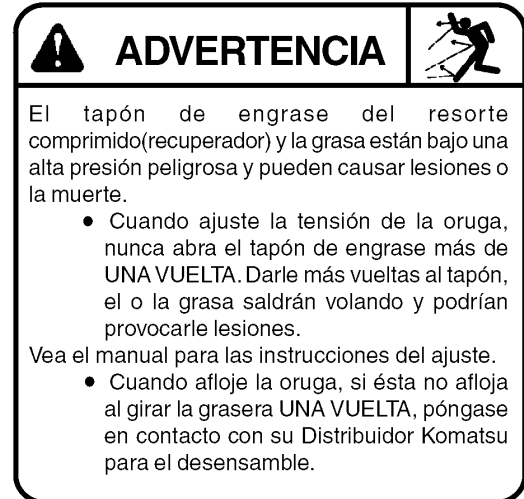 ADVERTENCIA
El tapón de engrase del resorte
comprimido(recuperador) y la grasa están bajo una
alta presión peligrosa y pueden causar lesiones o
la muerte.
● Cuando ajuste la tensión de la oruga,
nunca abra el tapón de engrase más de
UNA VUELTA. Darle más vueltas al tapón,
el o la grasa saldrán volando y podrían
provocarle lesiones.
Vea el manual para las instrucciones del ajuste.
● Cuando afloje la oruga, si ésta no afloja
al girar la grasera UNA VUELTA, póngase
en contacto con su Distribuidor Komatsu
para el desensamble.